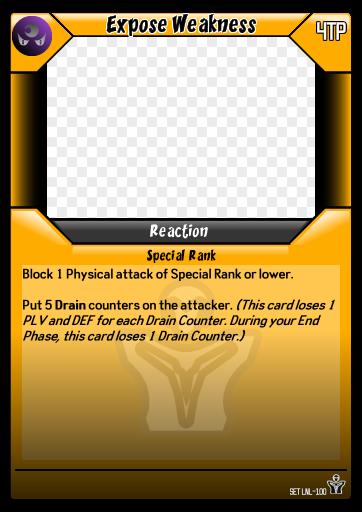 Expose Weakness
4TP
Reaction
Special Rank
Block 1 Physical attack of Special Rank or lower.
Put 5 Drain counters on the attacker. (This card loses 1
PLV and DEF for each Drain Counter. During your End
Phase, this card loses 1 Drain Counter.)
SET LNL-100